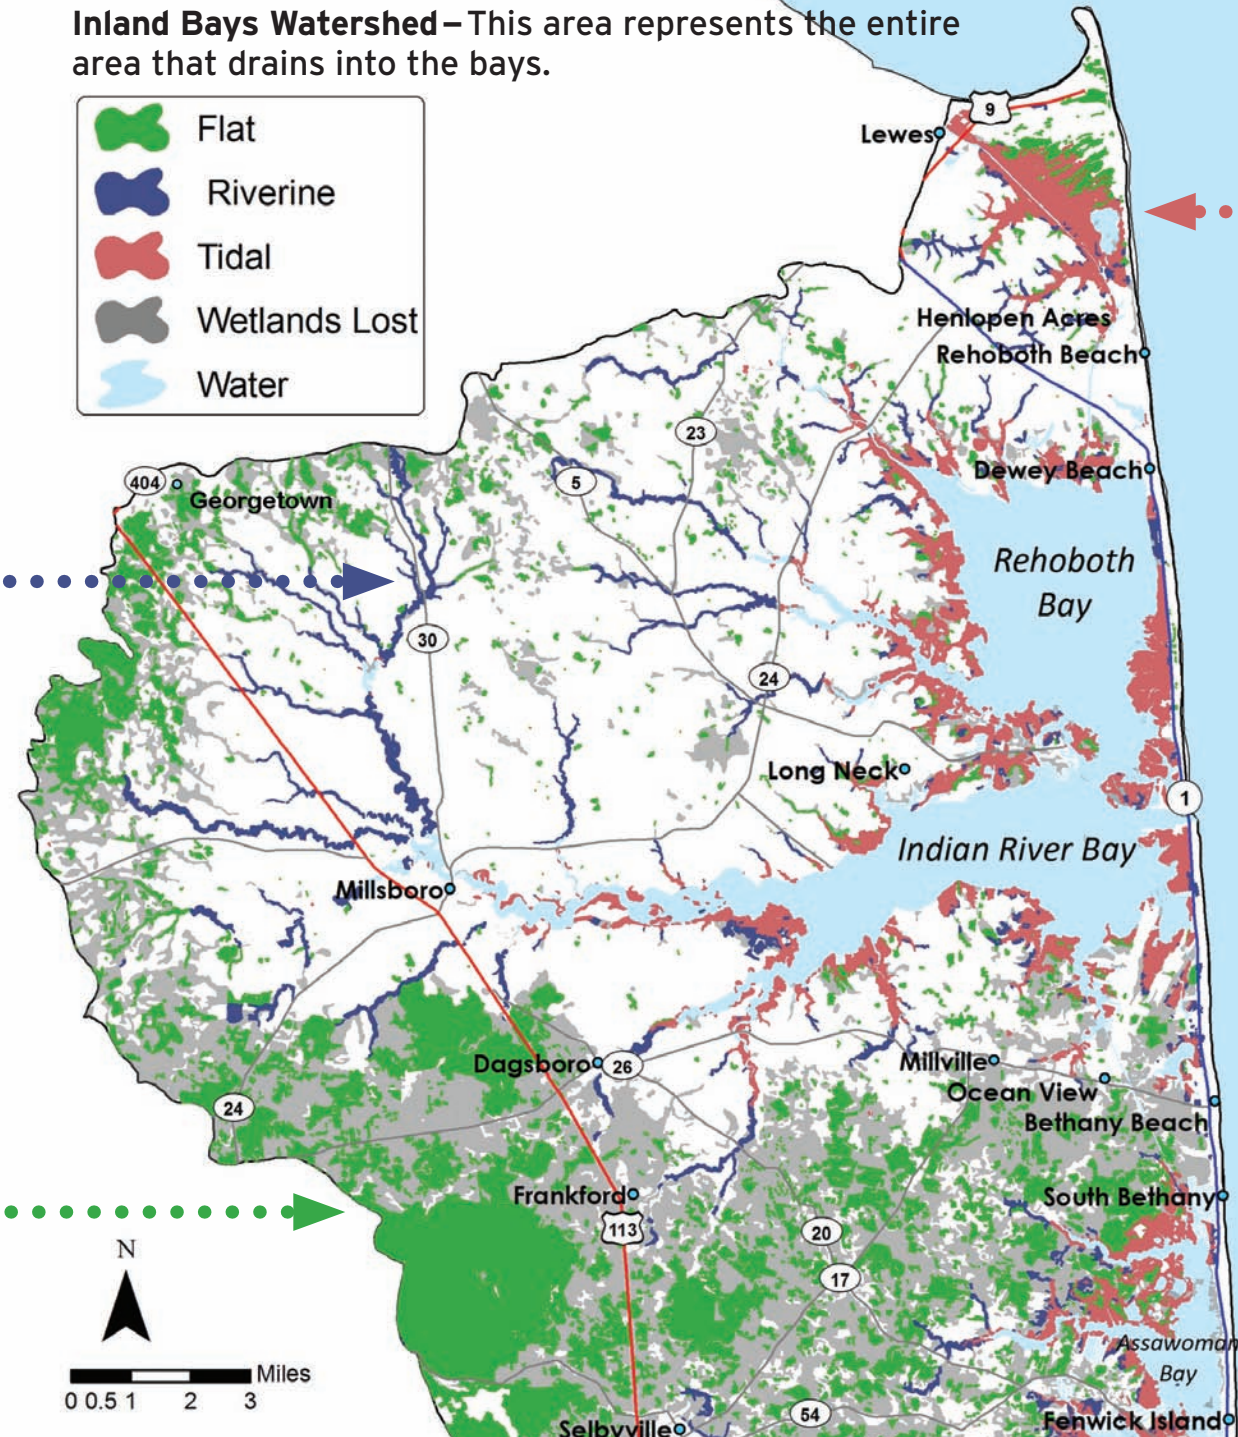 Inland Bays Watershed – This area represents the entire
area that drains into the bays.
Flat
Riverine
Tidal
Wetlands Lost
Water
9
Lewes
Henlopen Acres
Rehoboth Beach
23
Dewey Beach
404
Georgetown
5
Rehoboth
Bay
30
24
Long Neck
1
Indian River Bay
Millsboro
Dagsboro
26
Millville
Ocean View
24
Bethany Beach
Frankford
South Bethany
113
20
17
N
Assawoman
Bay
Miles
0 0.5 1 2 3
54
Selbyville
Fenwick Island